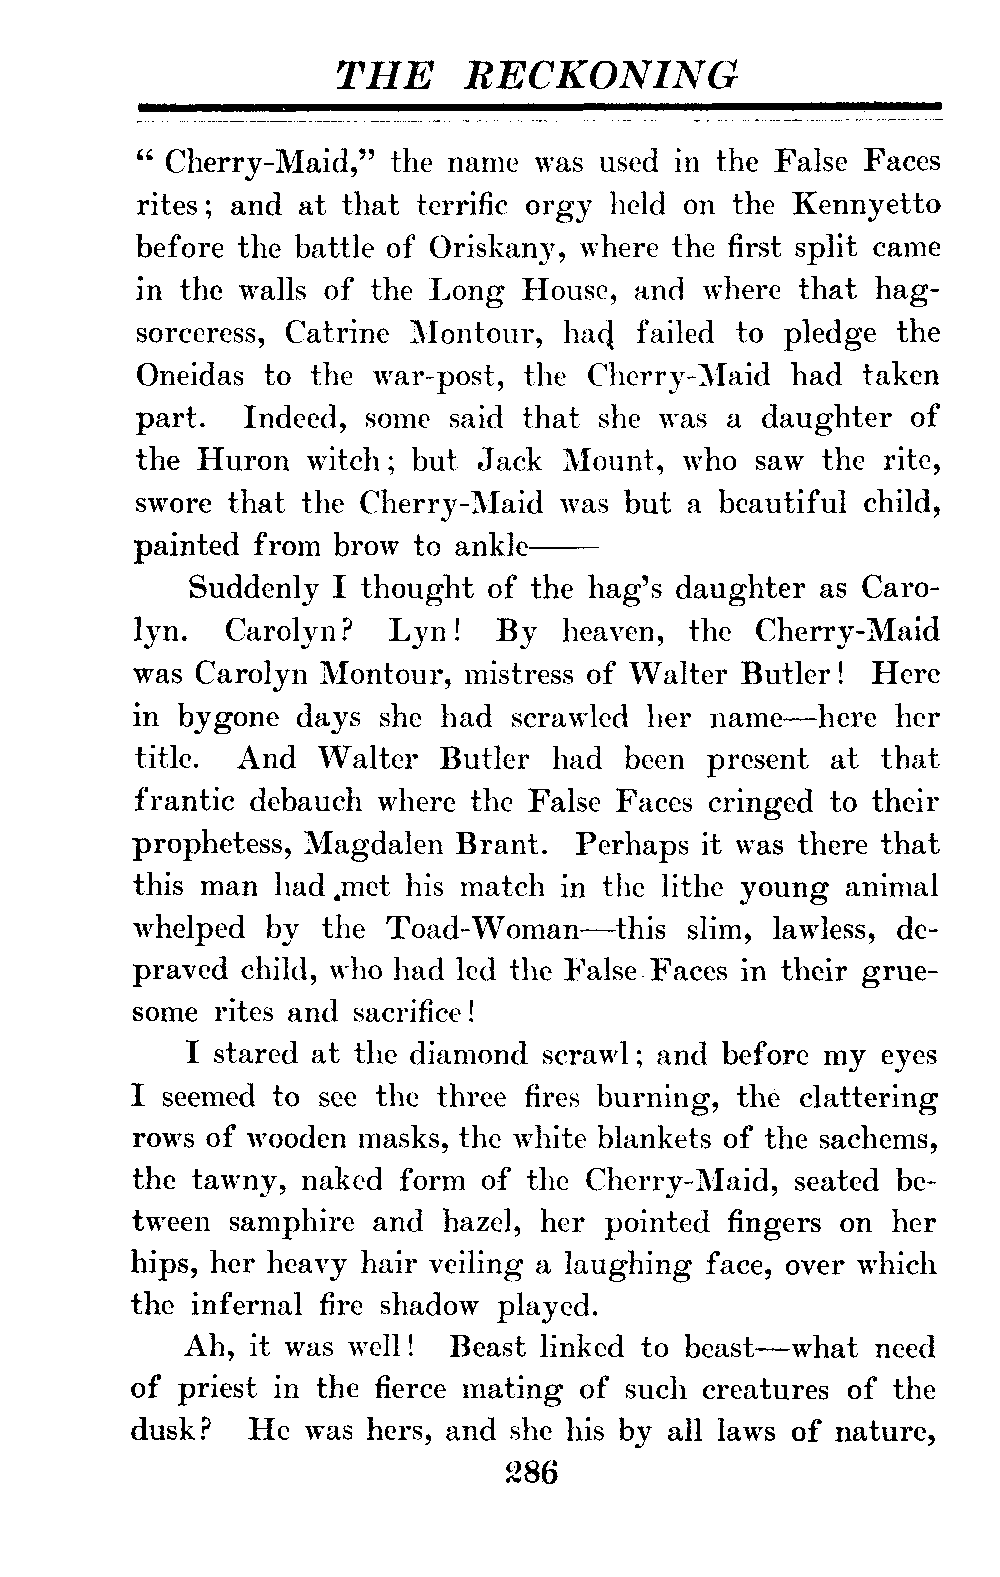 THE RECKONING
“ Cherry-Maid,” the name was used in the False Faces
rites; and at that terrific orgy held on the Kennyetto
before the battle of Oriskany, where the first split came
in the walls of the Long House, and where that hag-
sorceress, Catrine Montour, had failed to pledge the
Oneidas to the war-post, the Cherry-Maid had taken
part. Indeed, some said that she was a daughter of
the Huron witch; but Jack Mount, who saw the rite,
swore that the Cherry-Maid was but a beautiful child,
painted from brow to ankle——
Suddenly I thought of the hag’s daughter as Caro-
lyn. Carolyn? Lyn! By heaven, the Cherry-Maid
was Carolyn Montour, mistress of Walter Butler! Here
in bygone days she had scrawled her name—here her
title. And Walter Butler had been present at that
frantic debauch where the False Faces cringed to their
prophetess, Magdalen Brant. Perhaps it was there that
this man had met his match in the lithe young animal
whelped by the Toad-Woman—this slim, lawless, de-
praved child, who had led the False Faces in their grue-
some rites and sacrifice!
I stared at the diamond scrawl; and before my eyes
I seemed to see the three fires burning, the clattering
rows of wooden masks, the white blankets of the sachems,
the tawny, naked form of the Cherry-Maid, seated be-
tween samphire and hazel, her pointed fingers on her
hips, her heavy hair veiling a laughing face, over which
the infernal fire shadow played.
Ah, it was well! Beast linked to beast—what need
of priest in the fierce mating of such creatures of the
dusk? He was hers, and she his by all laws of nature,
286